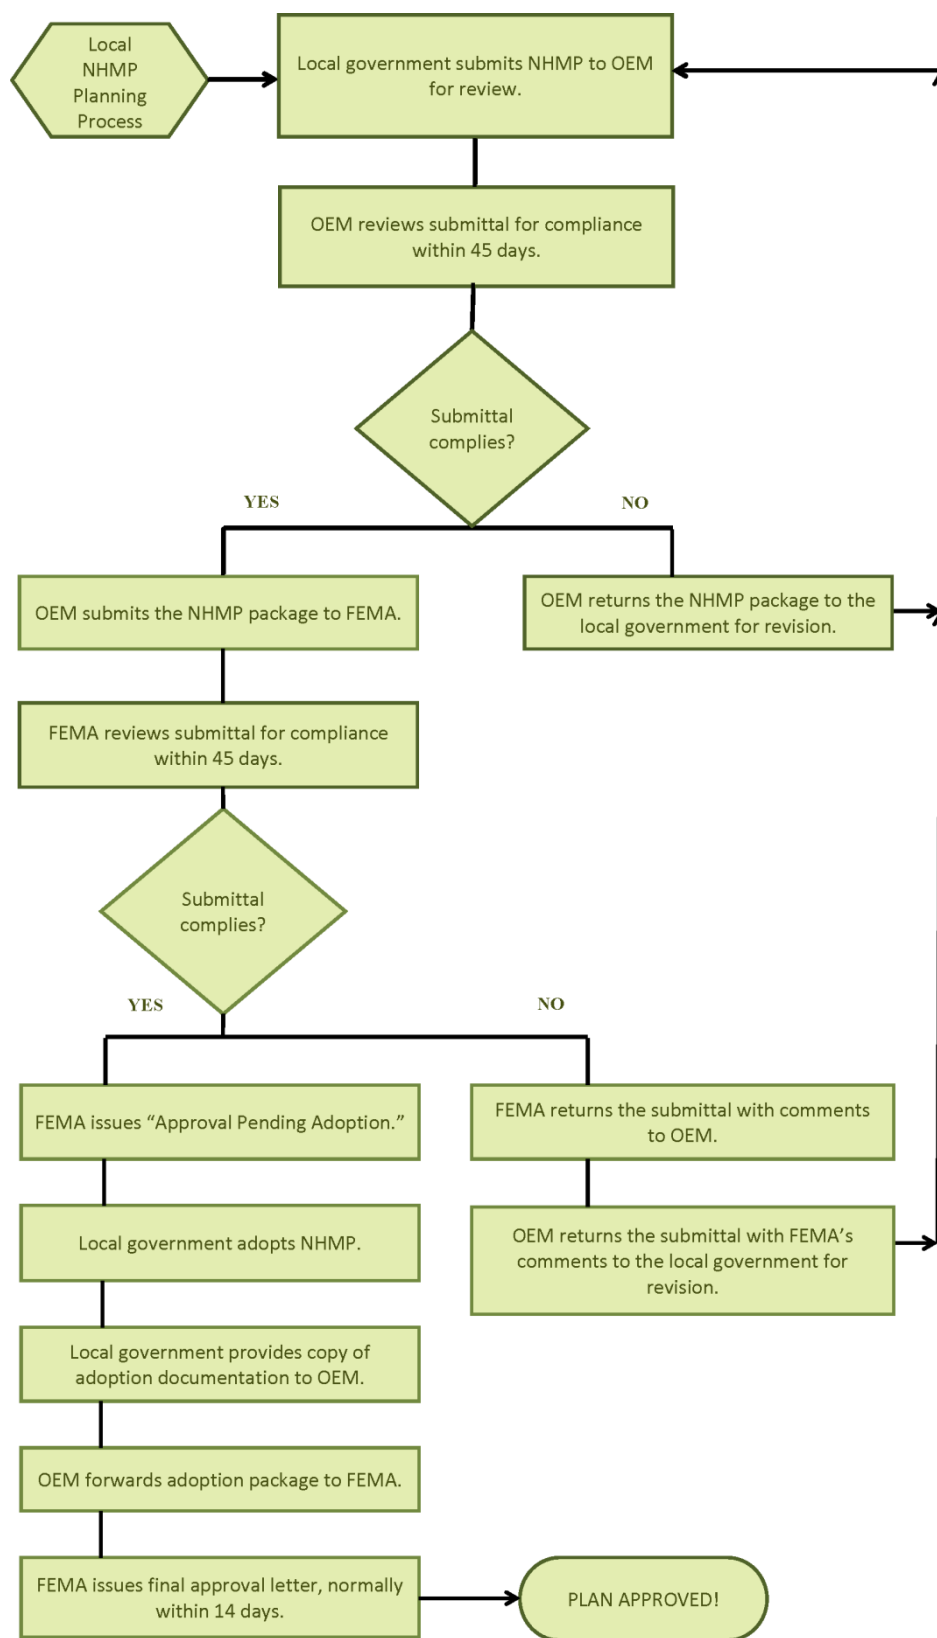 Local
NHMP
Planning
Process
Local government submits NHMP to OEM
for review.
OEM reviews submittal for compliance
within 45 days.
Submittal
complies?
YES
NO
OEM submits the NHMP package to FEMA.
OEM returns the NHMP package to the
local government for revision.
FEMA reviews submittal for compliance
within 45 days.
Submittal
complies?
YES
NO
FEMA issues “Approval Pending Adoption.”
FEMA returns the submittal with comments
to OEM.
Local government adopts NHMP.
OEM returns the submittal with FEMA’s
comments to the local government for
revision.
Local government provides copy of
adoption documentation to OEM.
OEM forwards adoption package to FEMA.
FEMA issues final approval letter, normally
within 14 days.
PLAN APPROVED!